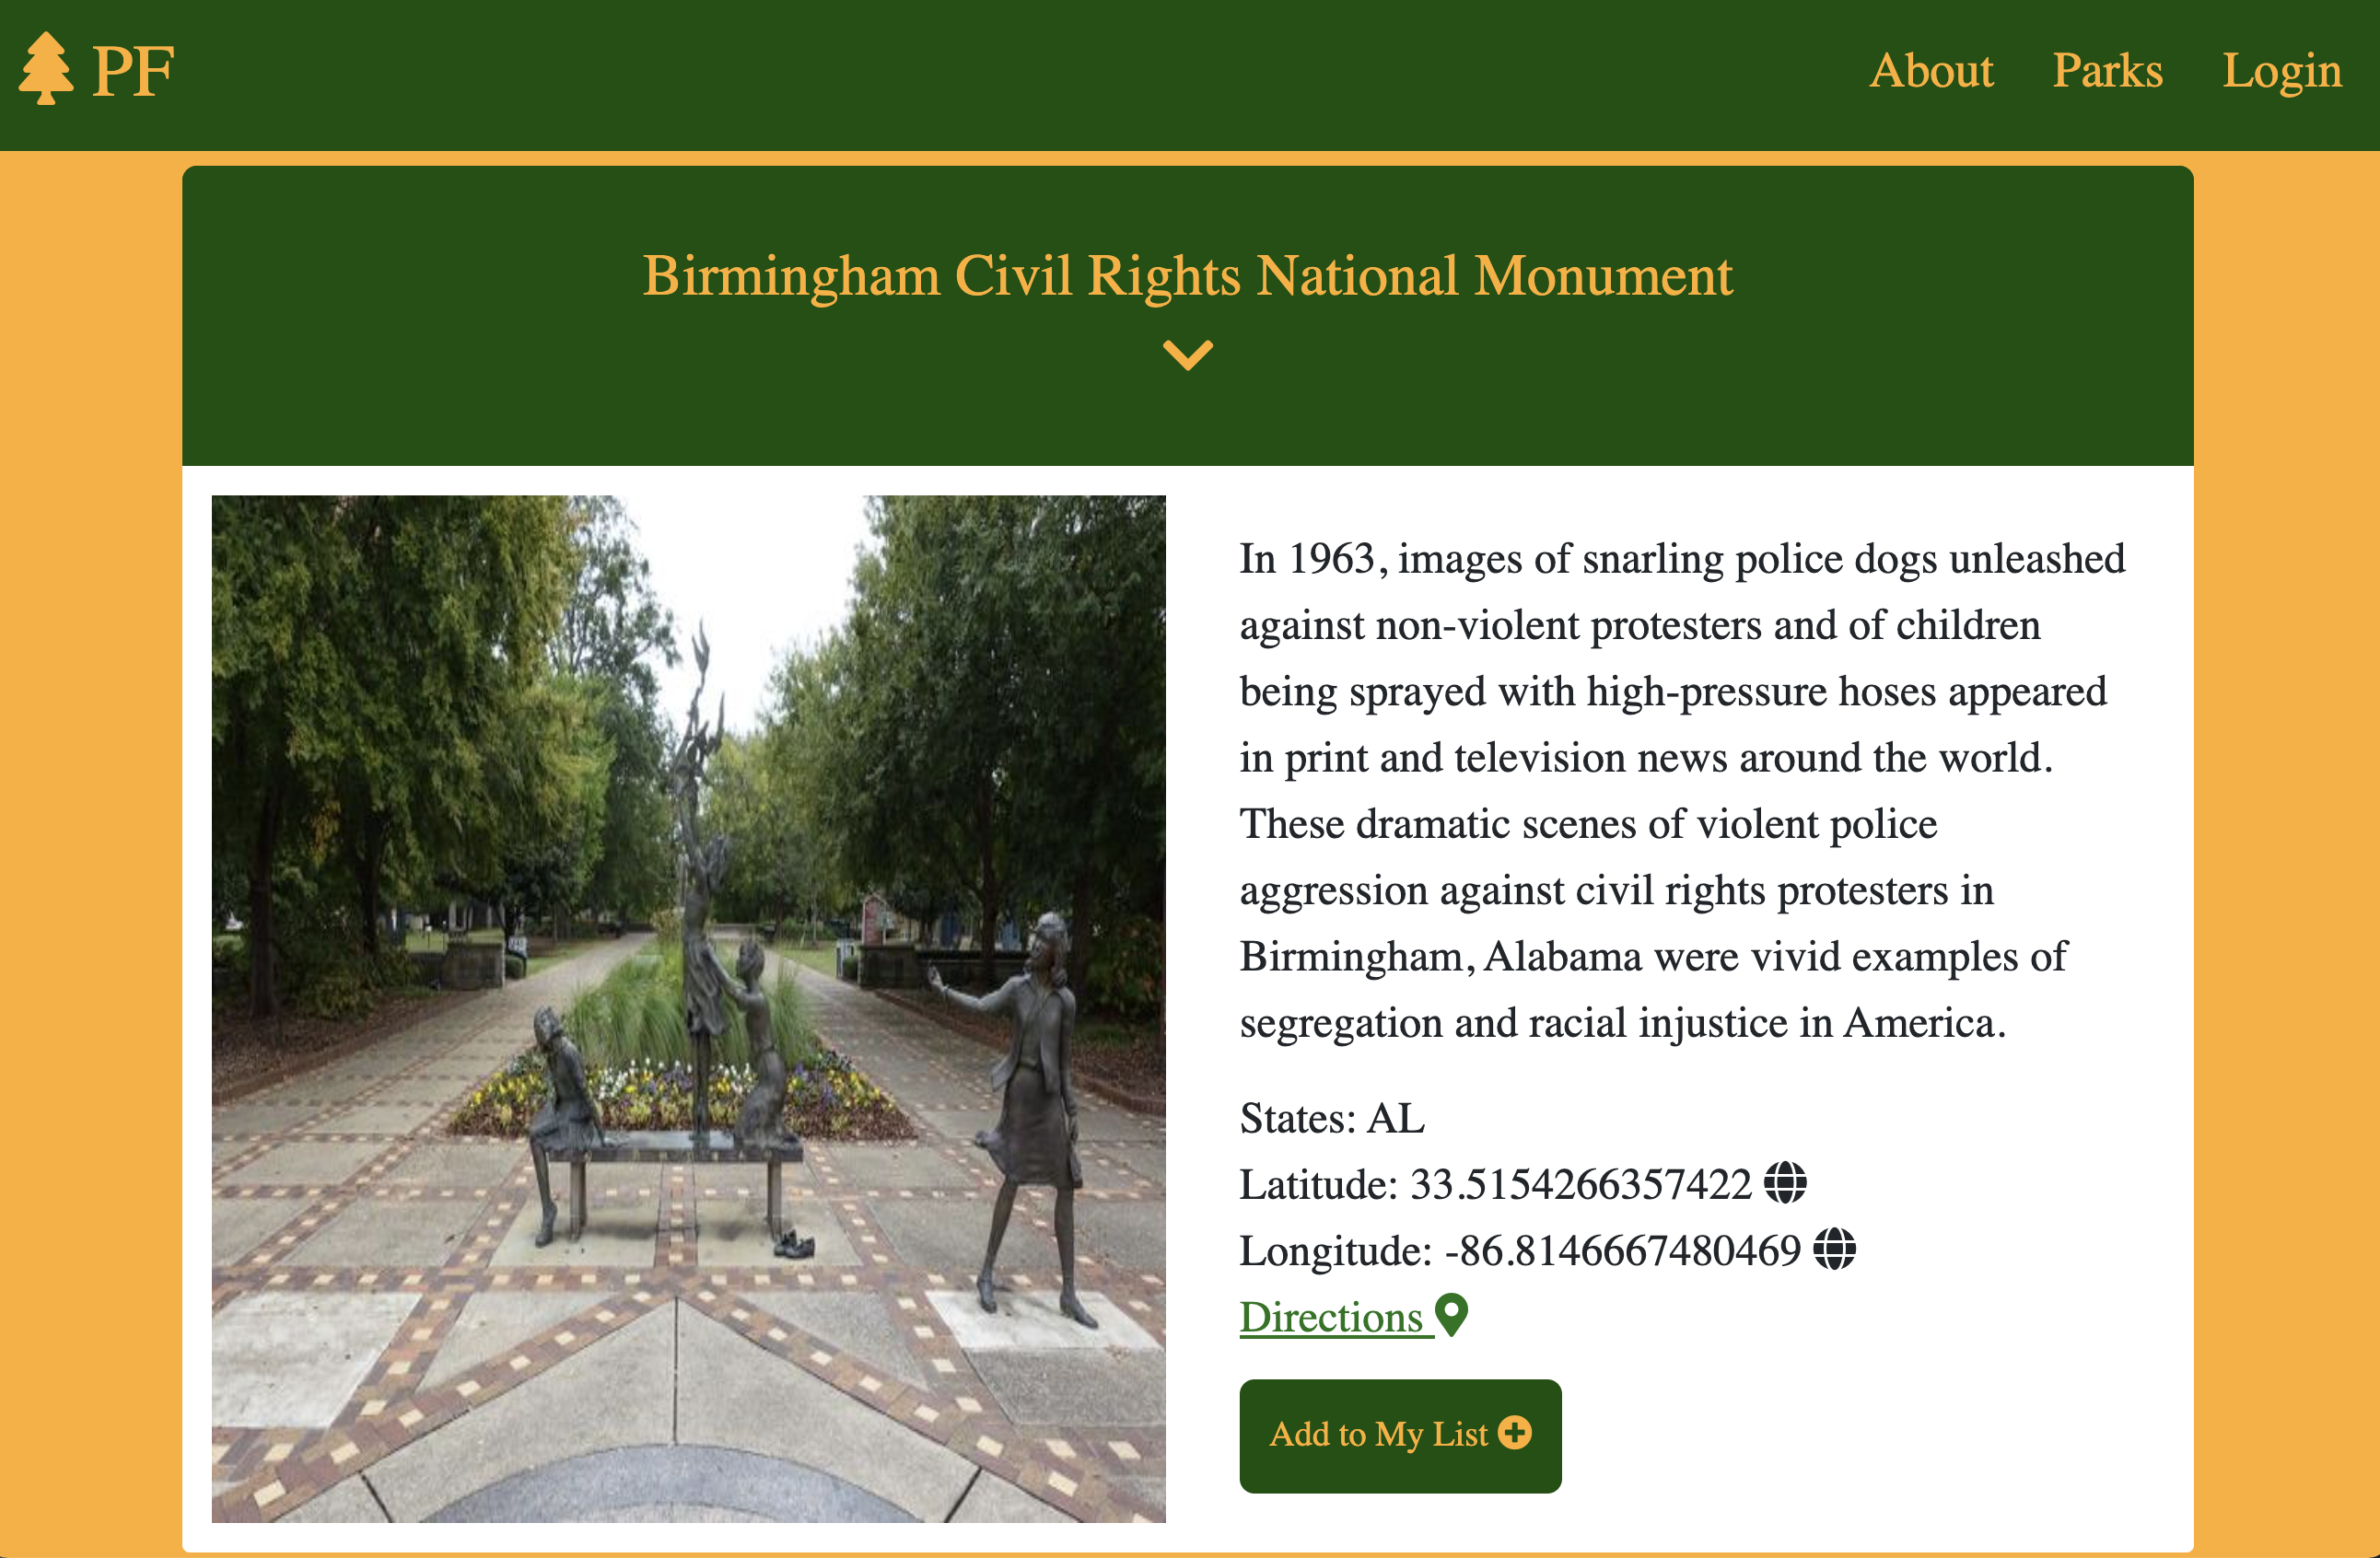 PF
About Parks Login
Birmingham Civil Rights National Monument
In 1963, images of snarling police dogs unleashed
against non-violent protesters and of children
being sprayed with high-pressure hoses appeared
in print and television news around the world.
These dramatic scenes of violent police
aggression against civil rights protesters in
Birmingham, Alabama were vivid examples of
segregation and racial injustice in America.
States: AL
Latitude: 33.5154266357422
Longitude: -86.8146667480469
Directions
Add to My List